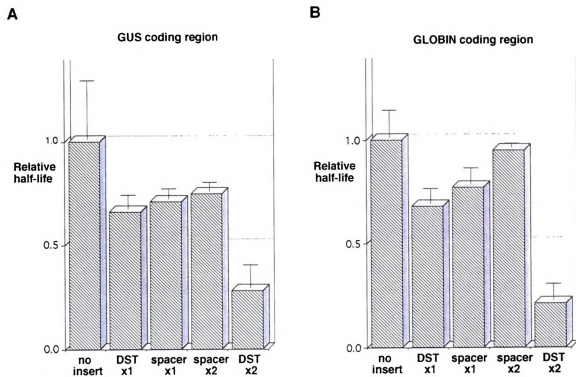 A
GUS coding region
1.0
Relative
half-life
0.5
0.0
no
insert
DST
x1
spacer
x1
spacer
x2
DST
x2
B
GLOBIN coding region
1.0
Relative
half-life
0.5
0.0
no
insert
DST
x1
spacer
x1
spacer
x2
DST
x2